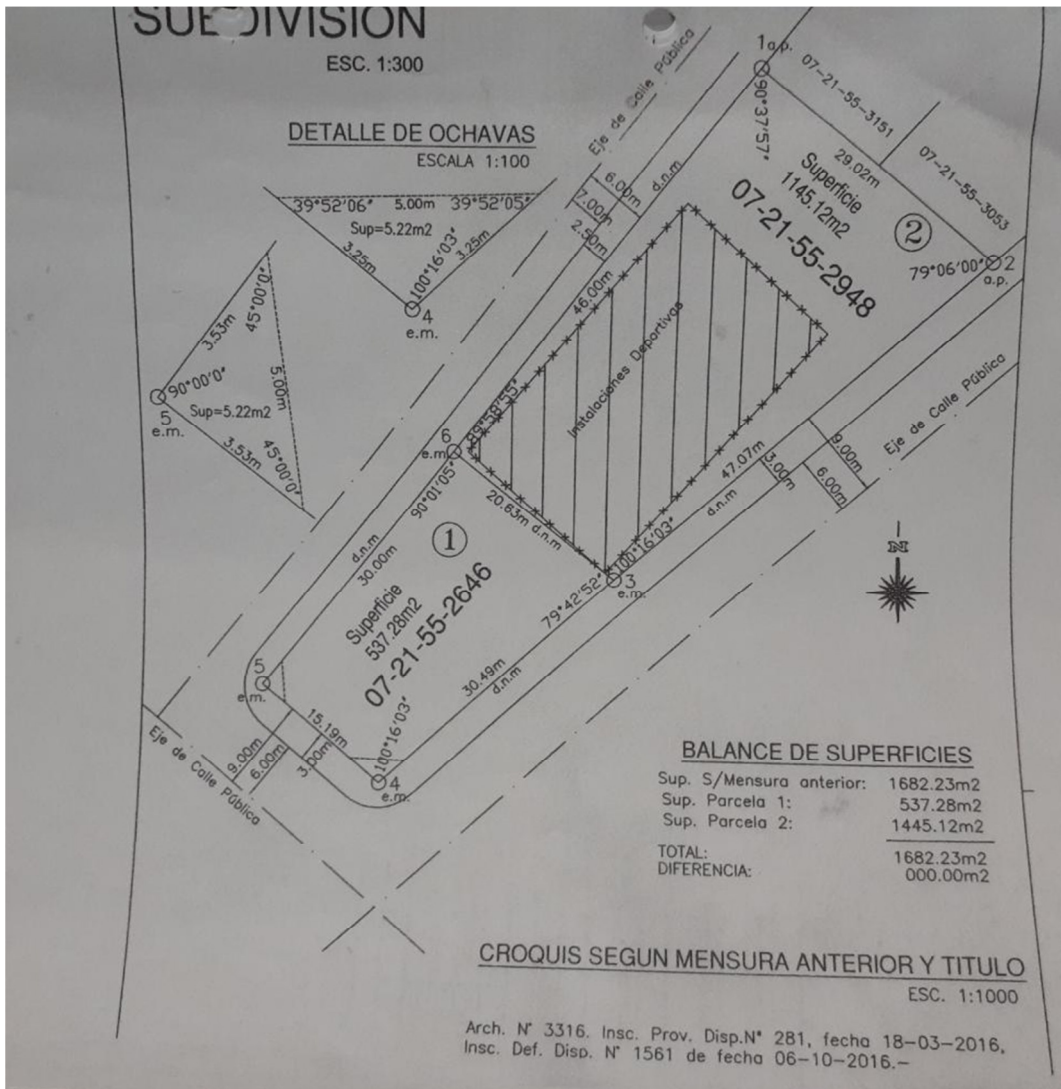 SUBDIVISION
ESC. 1:300
DETALLE DE OCHAVAS
ESCALA 1:100
39°52'06" 5.00m 39°52'05"
Sup=5.22m2
3.25m
3.25m
100°16'03"
4
e.m.
3.53m
45°00'0"
90°00'0"
5.00m
5
e.m.
Sup=5.22m2
3.53m
45°00'0"
Eje de Calle Pública
1 a.p.
90°37'57"
07-21-55-3151
07-21-55-3053
29.02m
Superficie
1145.12m2
07-21-55-2948
2
79°06'00"
2
a.p.
6.00m
7.00m
2.50m
d.n.m
46.00m
Instalaciones Deportivas
89°58'55"
6
e.m.
90°01'05"
20.63m d.n.m
47.07m
100°16'03"
3
e.m.
79°42'52"
3.00m
d.n.m
9.00m
6.00m
Eje de Calle Pública
N
d.n.m
30.00m
1
Superficie
537.28m2
07-21-55-2646
30.49m
d.n.m
5
e.m.
15.19m
100°16'03"
4
e.m.
9.00m
6.00m
3.00m
Eje de Calle Pública
BALANCE DE SUPERFICIES
Sup. S/Mensura anterior: 1682.23m2
Sup. Parcela 1: 537.28m2
Sup. Parcela 2: 1445.12m2
TOTAL: 1682.23m2
DIFERENCIA: 000.00m2
CROQUIS SEGUN MENSURA ANTERIOR Y TITULO
ESC. 1:1000
Arch. N° 3316. Insc. Prov. Disp.N° 281, fecha 18-03-2016,
Insc. Def. Disp. N° 1561 de fecha 06-10-2016.-